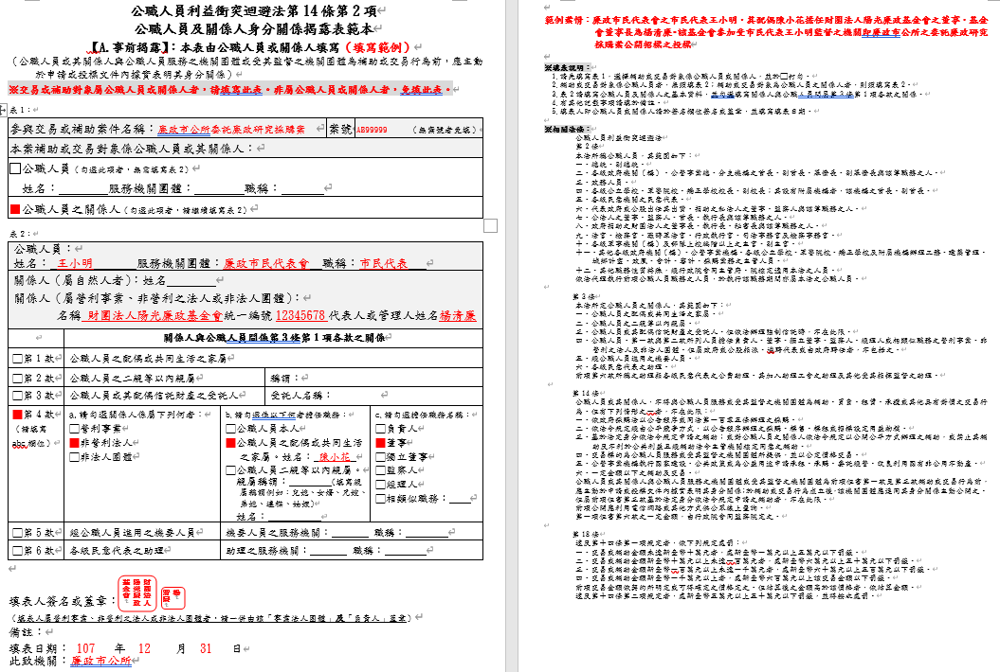 公職人員利益衝突迴避法第14條第2項
公職人員及關係人身分關係揭露表範本
【A.事前揭露】：本表由公職人員或關係人填寫（填寫範例）
（公職人員或其關係人與公職人員服務之機關團體或受其監督之機關團體為補助或交易行為前，應主動
於申請或投標文件內據實表明其身分關係）
※交易或補助對象屬公職人員或關係人者，請填寫此表。非屬公職人員或關係人者，免填此表。
表1：
參與交易或補助案件名稱：廉政市公所委託廉政研究採購案 案號 AB99999 （無案號者免填）
本案補助或交易對象係公職人員或其關係人：
□公職人員（勾選此項者，無需填寫表2）
姓名： 服務機關團體： 職稱：
■公職人員之關係人（勾選此項者，請繼續填寫表2）
表2：
公職人員：
姓名：王小明 服務機關團體：廉政市民代表會 職稱：市民代表
關係人（屬自然人者）：姓名
關係人（屬營利事業、非營利之法人或非法人團體）：
名稱 財團法人陽光廉政基金會 統一編號 12345678 代表人或管理人姓名 楊清廉
關係人與公職人員間係第3條第1項各款之關係
□第1款 公職人員之配偶或共同生活之家屬
□第2款 公職人員之二親等以內親屬 稱謂：
□第3款 公職人員或其配偶信託財產之受託人 受託人名稱：
■第4款（請填寫abc欄位）
a.請勾選關係人係屬下列何者：
□營利事業
■非營利法人
□非法人團體
b.請勾選係以下何者擔任職務：
□公職人員本人
■公職人員之配偶或共同生活
之家屬。姓名：陳小花
□公職人員二親等以內親屬。
親屬稱謂： （填寫親
屬稱謂例如：兒媳、女婿、兄嫂、
弟媳、連襟、妯娌）
姓名：
c.請勾選擔任職務名稱：
□負責人
■董事
□獨立董事
□監察人
□經理人
□相類似職務：
□第5款 經公職人員進用之機要人員 機要人員之服務機關： 職稱：
□第6款 各級民意代表之助理 助理之服務機關： 職稱：
填表人簽名或蓋章：
財團法人
陽光廉政
基金會
（填表人屬營利事業、非營利之法人或非法人團體者，請一併由該「事業法人團體」及「負責人」蓋章）
備註：
填表日期： 107 年 12 月 31 日
此致機關：廉政市公所
範例案情：廉政市民代表會之市民代表王小明，其配偶陳小花擔任財團法人陽光廉政基金會之董事，基金
會董事長為楊清廉。該基金會參加受市民代表王小明監督之機關即廉政市公所之委託廉政研究
採購案公開招標之投標
※填表說明：
1.請先填寫表1，選擇補助或交易對象係公職人員或關係人，並於□打勾。
2.補助或交易對象係公職人員者，無須填表2；補助或交易對象為公職人員之關係人者，則須填寫表2。
3.表2請填寫公職人員及關係人之基本資料，並勾選填寫關係人與公職人員間屬第3條第1項各款之關係。
4.有其他記載事項請填於備註。
5.填表人即公職人員或關係人請於簽名欄位簽名或蓋章，並填寫填表日期。
※相關法條：
公職人員利益衝突迴避法
第2條
本法所稱公職人員，其範圍如下：
一、總統、副總統。
二、各級政府機關（構）、公營事業總、分支機構之首長、副首長、幕僚長、副幕僚長與該等職務之人。
三、政務人員。
四、各級公立學校、軍警院校、矯正學校校長、副校長；其設有附屬機構者，該機構之首長、副首長。
五、各級民意機關之民意代表。
六、代表政府或公股出任其出資、捐助之私法人之董事、監察人與該等職務之人。
七、公法人之董事、監察人、首長、執行長與該等職務之人。
八、政府捐助之財團法人之董事長、執行長、秘書長與該等職務之人。
九、法官、檢察官、戰時軍法官、行政執行官、司法事務官及檢察事務官。
十、各級軍事機關（構）及部隊上校編階以上之主官、副主官。
十一、其他各級政府機關（構）、公營事業機構、各級公立學校、軍警院校、矯正學校及附屬機構辦理工務、建築管理、
城鄉計畫、政風、會計、審計、採購業務之主管人員。
十二、其他職務性質特殊，經行政院會同主管府、院核定適用本法之人員。
依法代理執行前項公職人員職務之人員，於執行該職務期間亦屬本法之公職人員。
第3條
本法所定公職人員之關係人，其範圍如下：
一、公職人員之配偶或共同生活之家屬。
二、公職人員之二親等以內親屬。
三、公職人員或其配偶信託財產之受託人。但依法辦理強制信託時，不在此限。
四、公職人員、第一款與第二款所列人員擔任負責人、董事、獨立董事、監察人、經理人或相類似職務之營利事業、非
營利之法人及非法人團體。但屬政府或公股指派、遴聘代表或由政府聘任者，不包括之。
五、經公職人員進用之機要人員。
六、各級民意代表之助理。
前項第六款所稱之助理指各級民意代表之公費助理、其加入助理工會之助理及其他受其指揮監督之助理。
第14條
公職人員或其關係人，不得與公職人員服務或受其監督之機關團體為補助、買賣、租賃、承攬或其他具有對價之交易行
為。但有下列情形之一者，不在此限：
一、依政府採購法以公告程序或同法第一百零五條辦理之採購。
二、依法令規定經由公平競爭方式，以公告程序辦理之採購、標售、標租或招標設定用益物權。
三、基於法定身分依法令規定申請之補助；或對公職人員之關係人依法令規定以公開公平方式辦理之補助，或禁止其補
助反不利於公共利益且經補助法令主管機關核定同意之補助。
四、交易標的為公職人員服務或受其監督之機關團體所提供，並以公定價格交易。
五、公營事業機構執行國家建設、公共政策或為公益用途申請承租、承購、委託經營、改良利用國有非公用不動產。
六、一定金額以下之補助及交易。
公職人員或其關係人與公職人員服務之機關團體或受其監督之機關團體為前項但書第一款至第三款補助或交易行為前，
應主動於申請或投標文件內據實表明其身分關係；於補助或交易行為成立後，該機關團體應連同其身分關係主動公開之。
但屬前項但書第三款基於法定身分依法令規定申請之補助者，不在此限。
前項公開應利用電信網路或其他方式供公眾線上查詢。
第一項但書第六款之一定金額，由行政院會同監察院定之。
第18條
違反第十四條第一項規定者，依下列規定處罰：
一、交易或補助金額未達新臺幣十萬元者，處新臺幣一萬元以上五萬元以下罰鍰。
二、交易或補助金額新臺幣十萬元以上未達一百萬元者，處新臺幣六萬元以上五十萬元以下罰鍰。
三、交易或補助金額新臺幣一百萬元以上未達一千萬元者，處新臺幣六十萬元以上五百萬元以下罰鍰。
四、交易或補助金額新臺幣一千萬元以上者，處新臺幣六百萬元以上該交易金額以下罰鍰。
前項交易金額依契約所明定或可得確定之價格定之。但結算後之金額高於該價格者，依結算金額。
違反第十四條第二項規定者，處新臺幣五萬元以上五十萬元以下罰鍰，並得按次處罰。